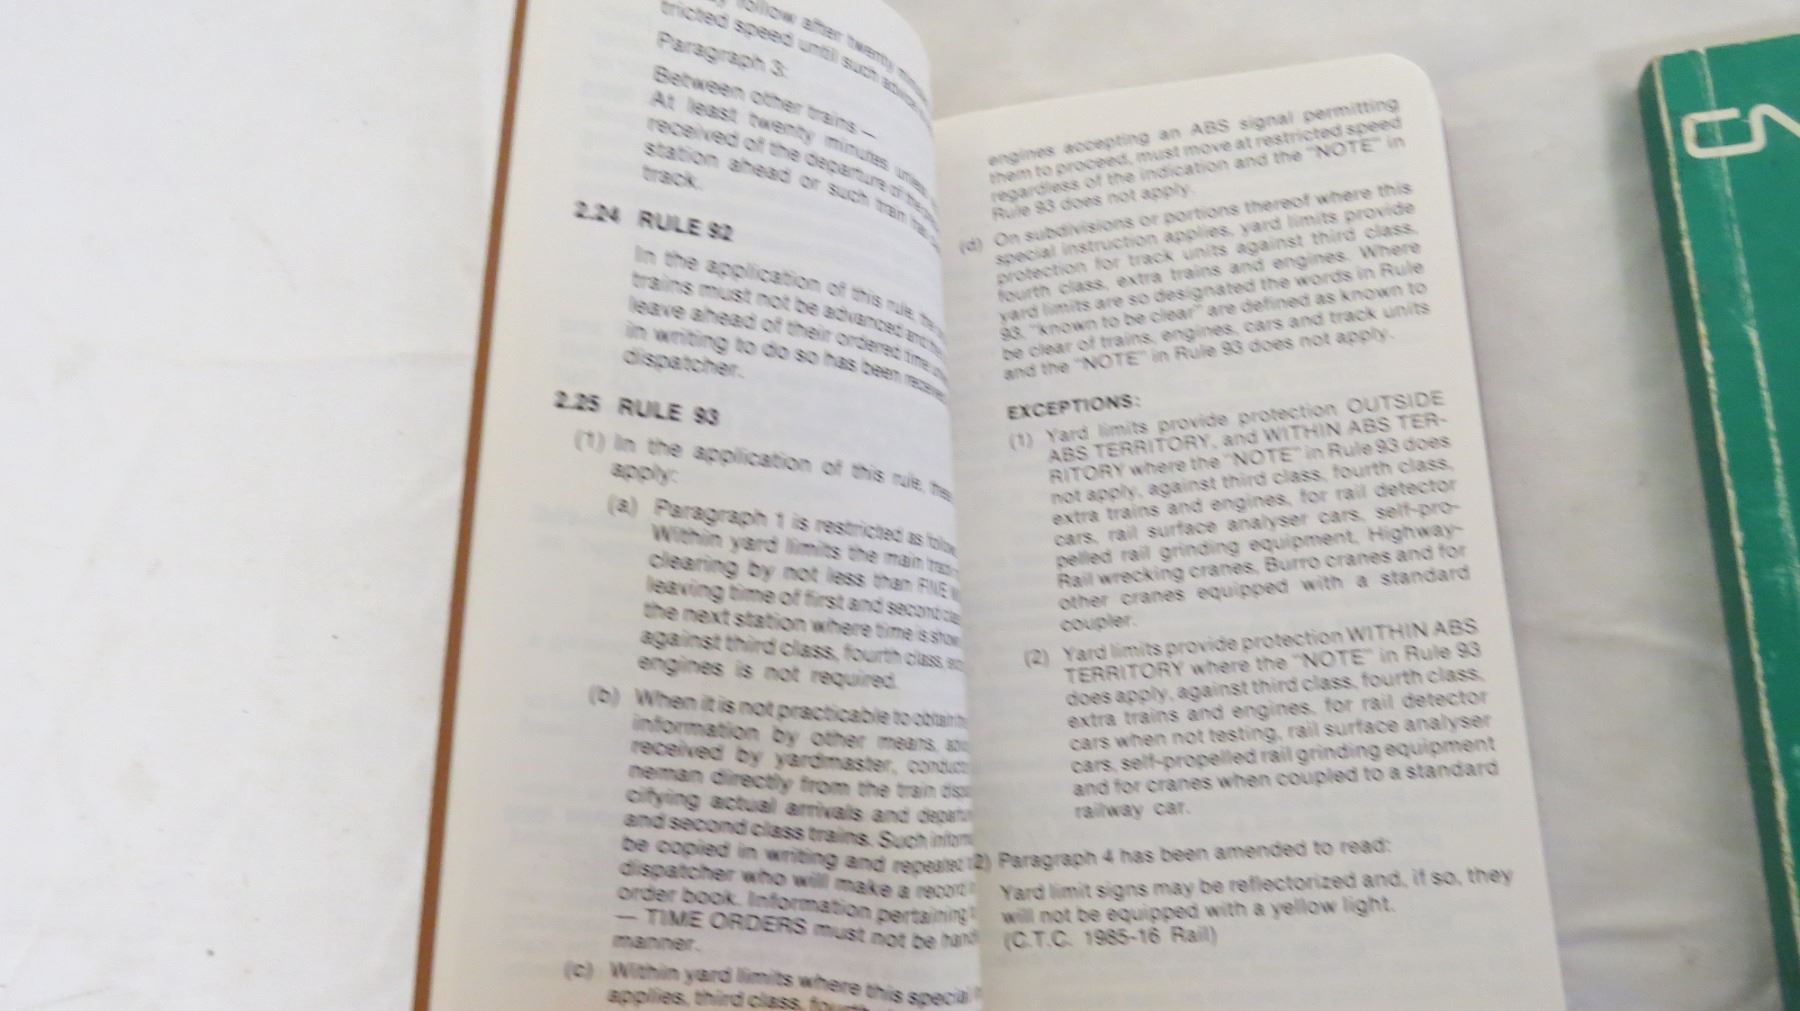 follow after twenty
tricted speed until such advice
Paragraph 3:
Between other trains —
At least twenty minutes
received of the departure of the
station ahead or such train
track.
2.24 RULE 92
In the application of this rule,
trains must not be advanced and
leave ahead of their ordered time
in writing to do so has been received
dispatcher.
2.25 RULE 93
(1) In the application of this rule,
apply:
(a) Paragraph 1 is restricted as
Within yard limits the main
clearing by not less than FIVE
leaving time of first and second
the next station where time is
against third class, fourth class,
engines is not required.
(b) When it is not practicable to obtain
information by other means,
received by yardmaster,
directly from the train
cifying actual arrivals and
and second class trains. Such
be copied in writing and repeated
dispatcher who will make a record
order book. Information pertaining
— TIME ORDERS must not be
manner.
(c) Within yard limits where this special
applies, third class,
engines accepting an ABS signal permitting
them to proceed, must move at restricted speed
regardless of the indication and the "NOTE" in
Rule 93 does not apply.
(d) On subdivisions or portions thereof where this
special instruction applies, yard limits provide
protection for track units against third class,
fourth class, extra trains and engines. Where
yard limits are so designated the words in Rule
93, "known to be clear" are defined as known to
be clear of trains, engines, cars and track units
and the "NOTE" in Rule 93 does not apply.
EXCEPTIONS:
(1) Yard limits provide protection OUTSIDE
ABS TERRITORY, and WITHIN ABS TER-
RITORY where the "NOTE" in Rule 93 does
not apply, against third class, fourth class,
extra trains and engines, for rail detector
cars, rail surface analyser cars, self-pro-
pelled rail grinding equipment, Highway-
Rail wrecking cranes, Burro cranes and for
other cranes equipped with a standard
coupler.
(2) Yard limits provide protection WITHIN ABS
TERRITORY where the "NOTE" in Rule 93
does apply, against third class, fourth class,
extra trains and engines, for rail detector
cars when not testing, rail surface analyser
cars, self-propelled rail grinding equipment
and for cranes when coupled to a standard
railway car.
2) Paragraph 4 has been amended to read:
Yard limit signs may be reflectorized and, if so, they
will not be equipped with a yellow light.
(C.T.C. 1985-16 Rail)